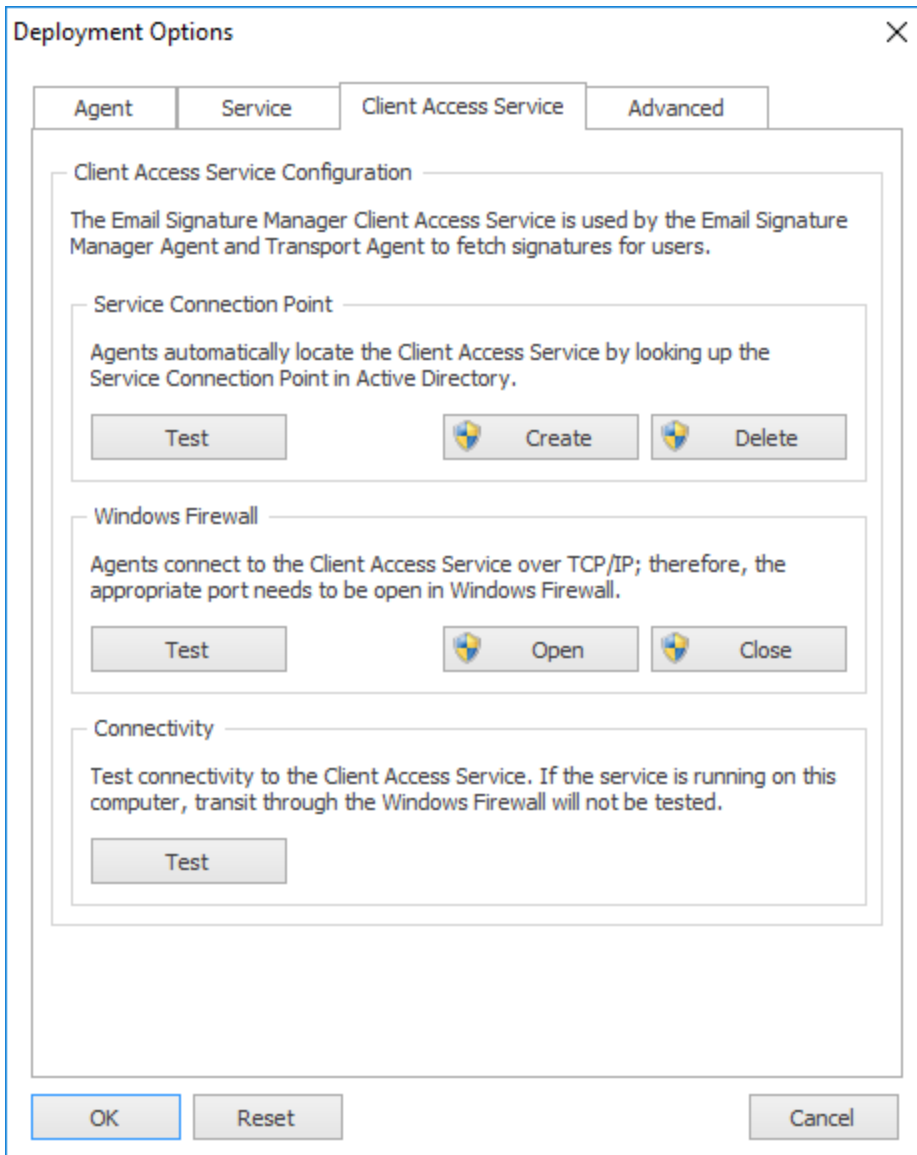 Deployment Options
Agent
Service
Client Access Service
Advanced
Client Access Service Configuration
The Email Signature Manager Client Access Service is used by the Email Signature
Manager Agent and Transport Agent to fetch signatures for users.
Service Connection Point
Agents automatically locate the Client Access Service by looking up the
Service Connection Point in Active Directory.
Test
Create
Delete
Windows Firewall
Agents connect to the Client Access Service over TCP/IP; therefore, the
appropriate port needs to be open in Windows Firewall.
Test
Open
Close
Connectivity
Test connectivity to the Client Access Service. If the service is running on this
computer, transit through the Windows Firewall will not be tested.
Test
OK
Reset
Cancel